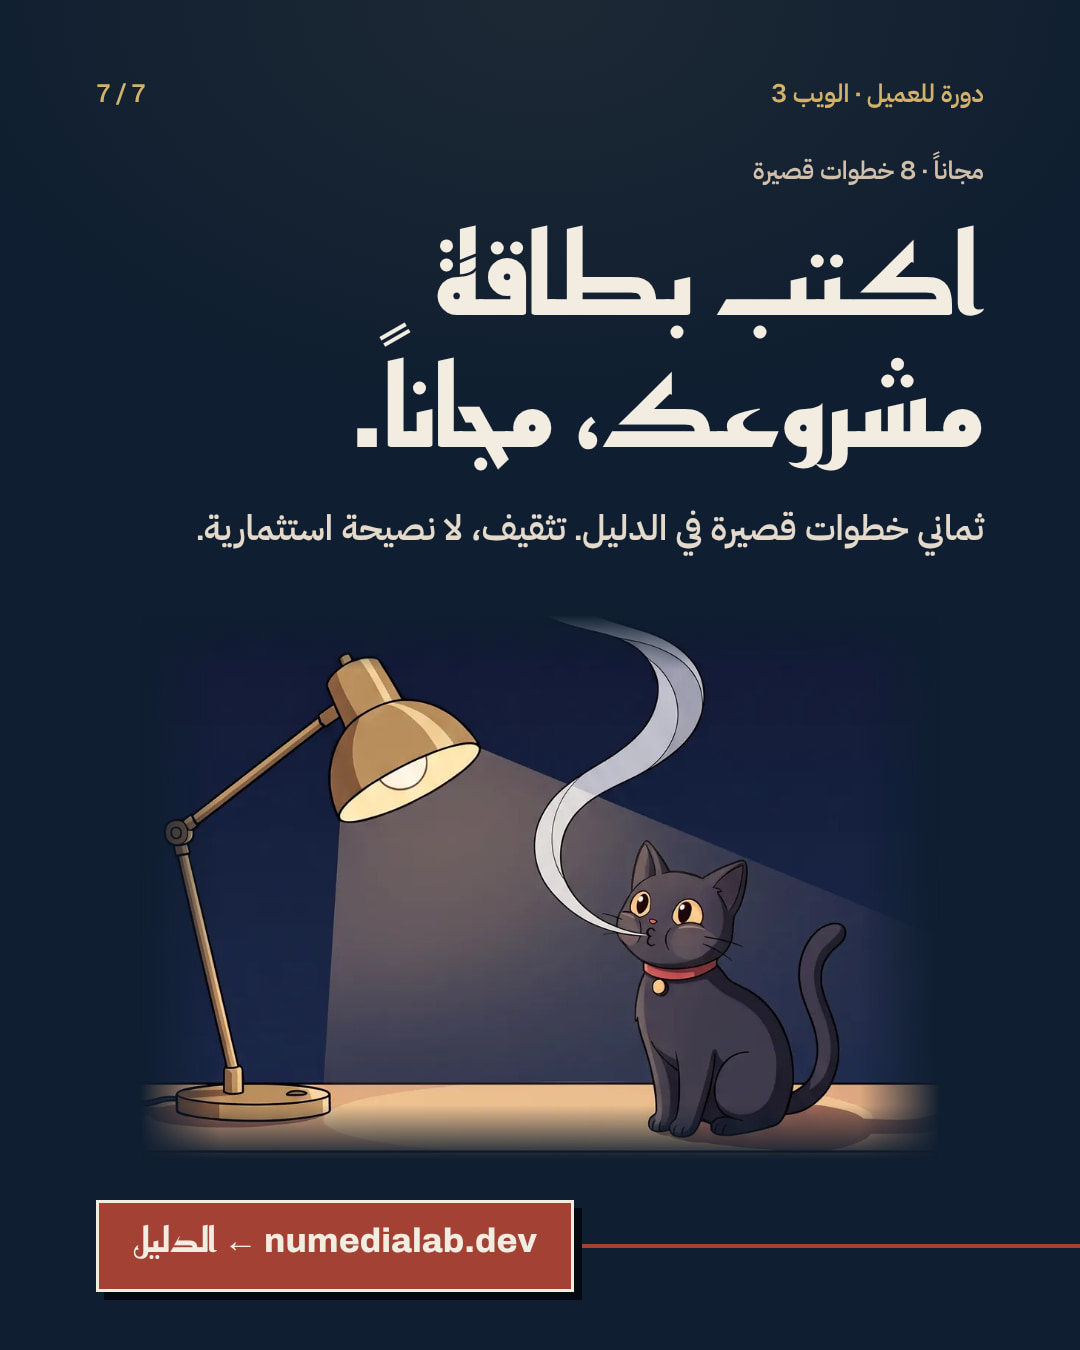 دورة للعميل · الويب 3
7 / 7
مجاناً · 8 خطوات قصيرة
اكتب بطاقة
مشروعك، مجاناً.
ثماني خطوات قصيرة في الدليل. تثقيف، لا نصيحة استثمارية.
numedialab.dev ← الدليل